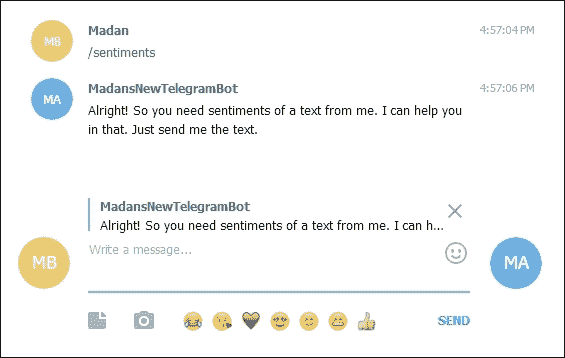 MB
Madan
4:57:04 PM
/sentiments
MA
MadansNewTelegramBot
4:57:06 PM
Alright! So you need sentiments of a text from me. I can help you
in that. Just send me the text.
MadansNewTelegramBot
Alright! So you need sentiments of a text from me. I can h...
MB
Write a message...
MA
SEND